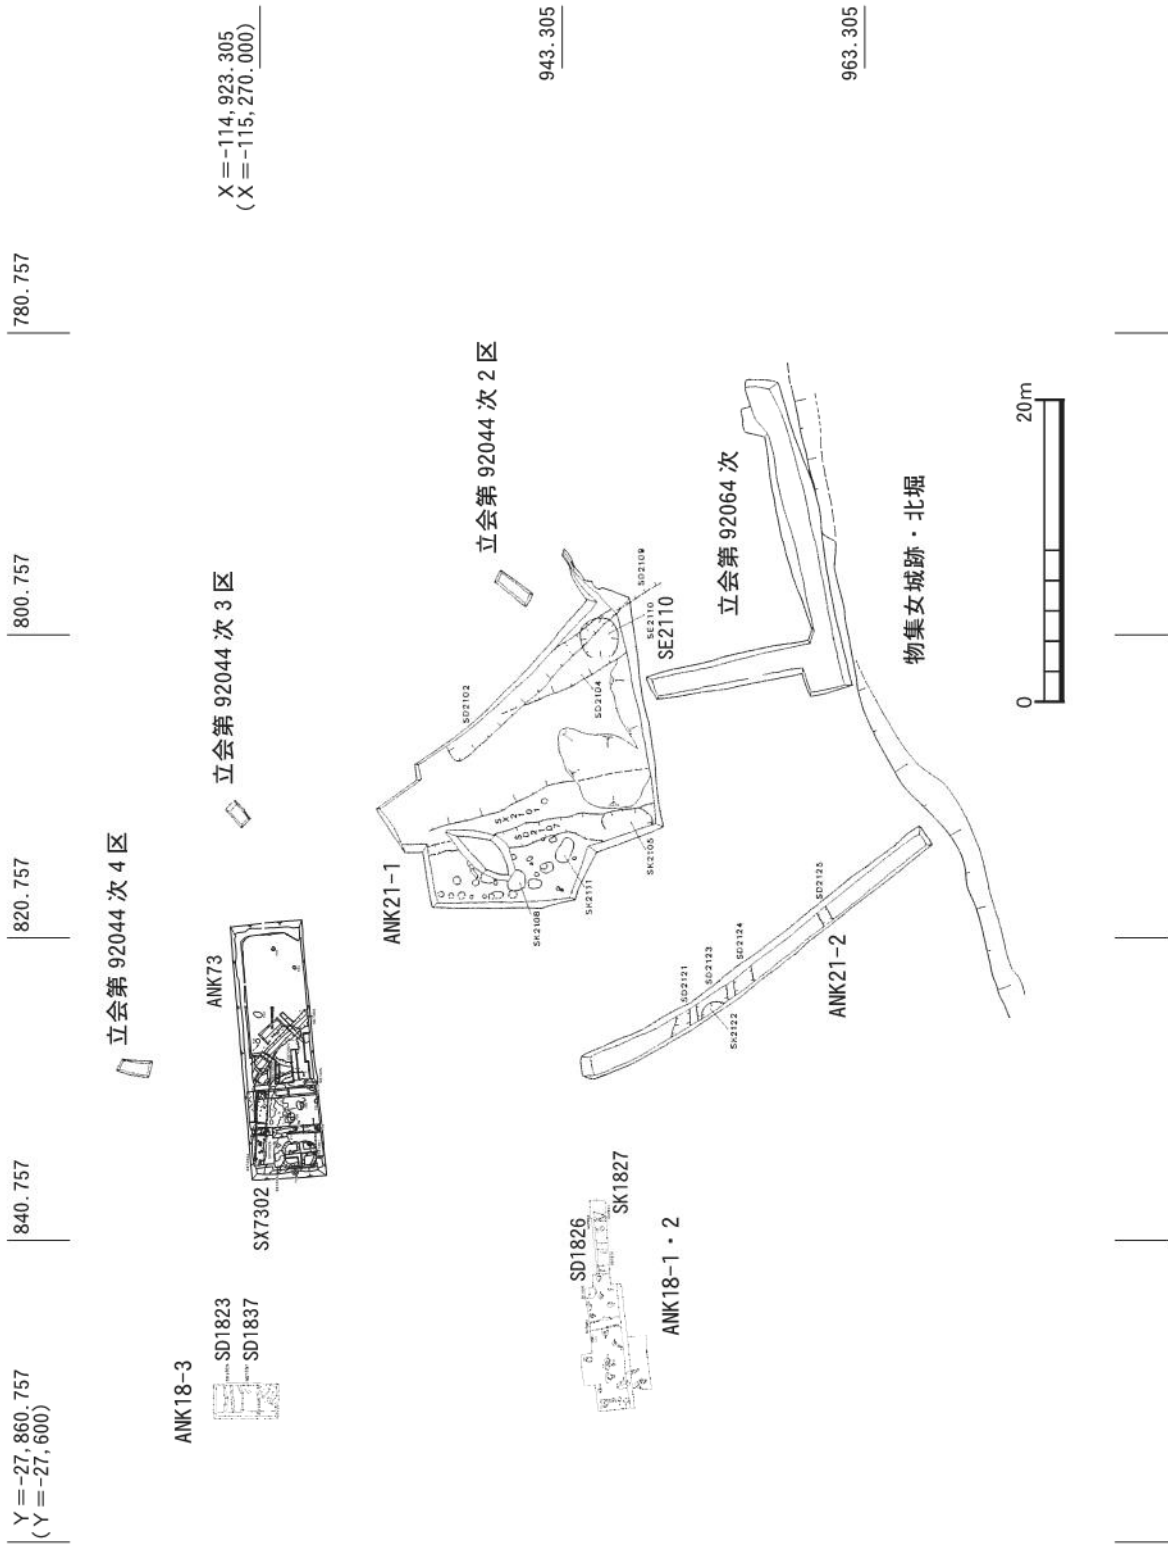 Y=-27,860.757
(Y=-27,600)
840.757
820.757
800.757
780.757
X=-114,923.305
(X=-115,270.000)
943.305
963.305
立会第 92044 次 4 区
立会第 92044 次 3 区
立会第 92044 次 2 区
立会第 92064 次
物集女城跡・北堀
ANK18-3
SD1823
SD1837
SX7302
ANK73
ANK21-1
SD2102
SX2101
SD2107
SK2108
SK2111
SK2105
SD2104
SE2110
SE2110
SD2109
ANK18-1・2
SD1826
SK1827
ANK21-2
SD2121
SK2122
SD2123
SD2124
SD2125
0
20m